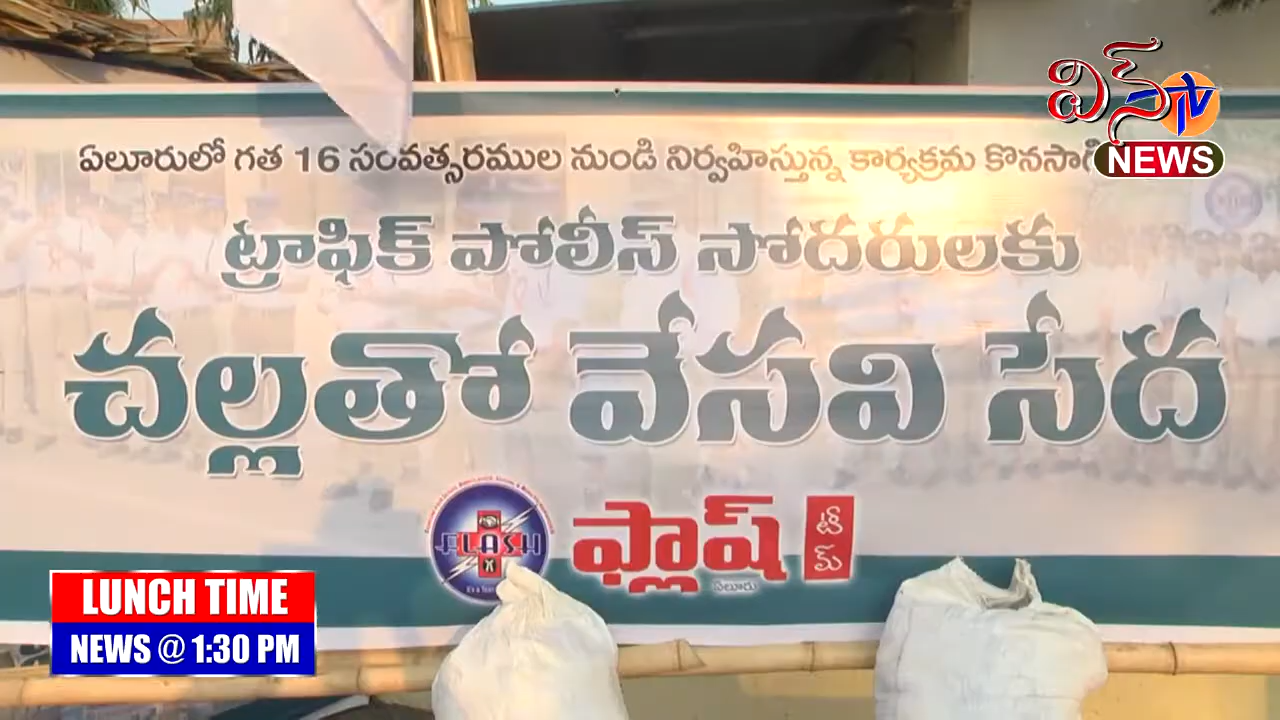 విన్ TV
NEWS
ఏలూరులో గత 16 సంవత్సరముల నుండి నిర్వహిస్తున్న కార్యక్రమ
ట్రాఫిక్ పోలీస్ సోదరులకు
చల్లతో వేసవి సేద
FLASH
ఫ్లాష్ టీమ్
ఏలూరు
LUNCH TIME
NEWS @ 1:30 PM